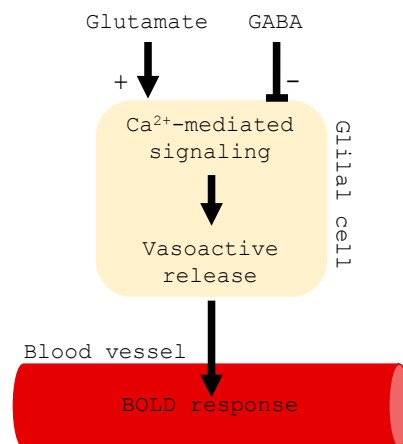 Glutamate GABA
+ −
Ca²⁺-mediated
signaling
Glilal cell
Vasoactive
release
Blood vessel
BOLD response